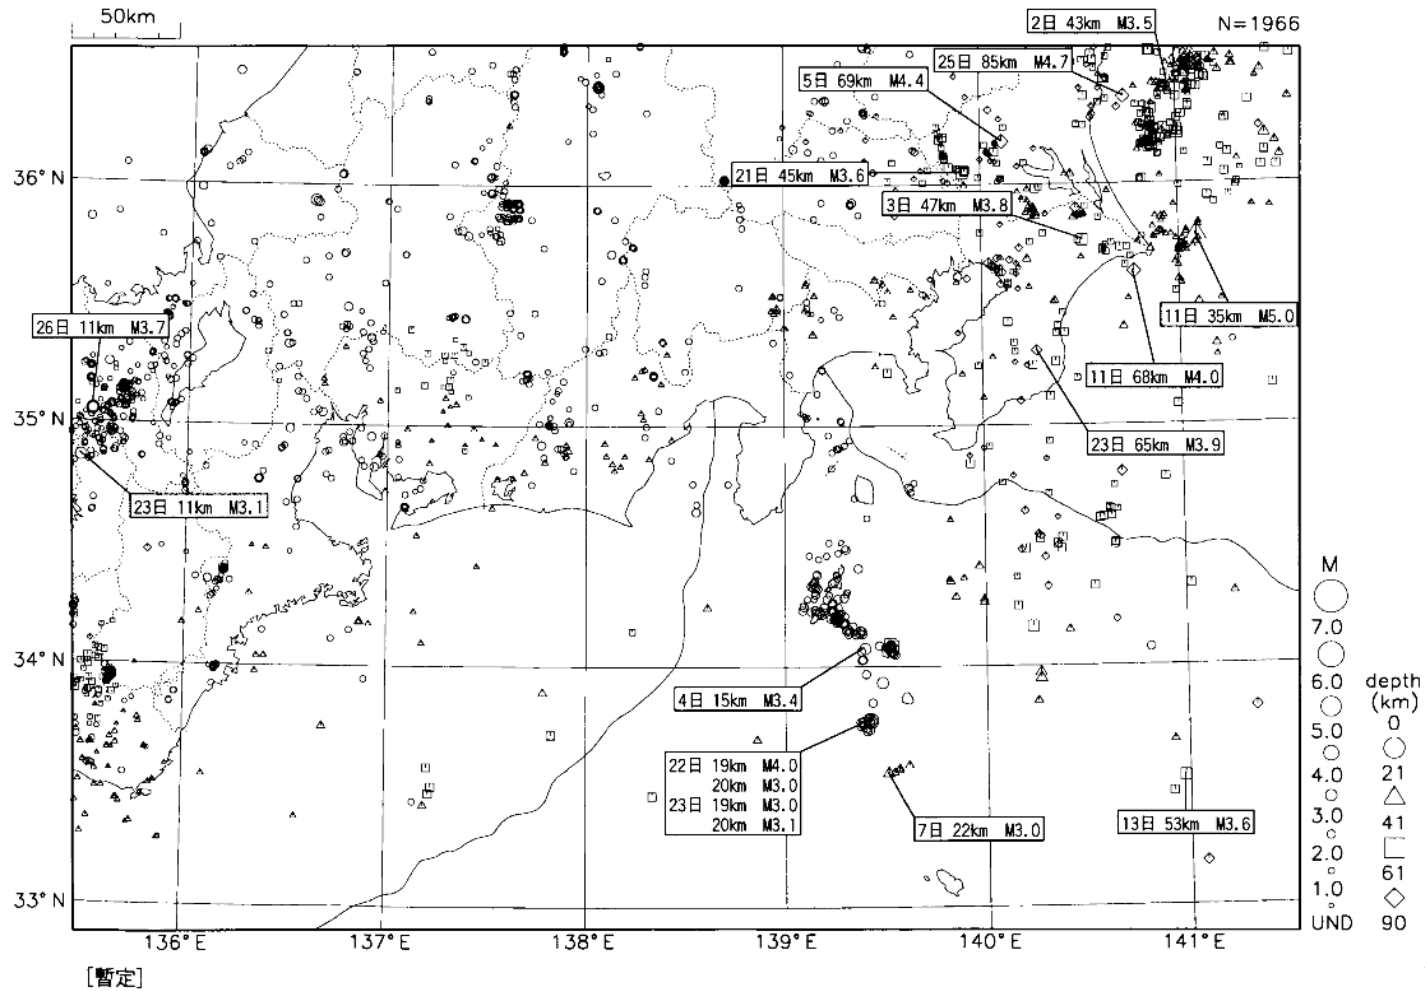 50km
2日 43km M3.5
N=1966
25日 85km M4.7
5日 69km M4.4
36°N
21日 45km M3.6
3日 47km M3.8
26日 11km M3.7
11日 35km M5.0
11日 68km M4.0
35°N
23日 65km M3.9
23日 11km M3.1
M
7.0
34°N
6.0
depth
(km)
4日 15km M3.4
0
5.0
22日 19km M4.0
20km M3.0
23日 19km M3.0
20km M3.1
4.0
21
3.0
7日 22km M3.0
13日 53km M3.6
41
2.0
61
1.0
33°N
UND
90
136°E
137°E
138°E
139°E
140°E
141°E
[暫定]